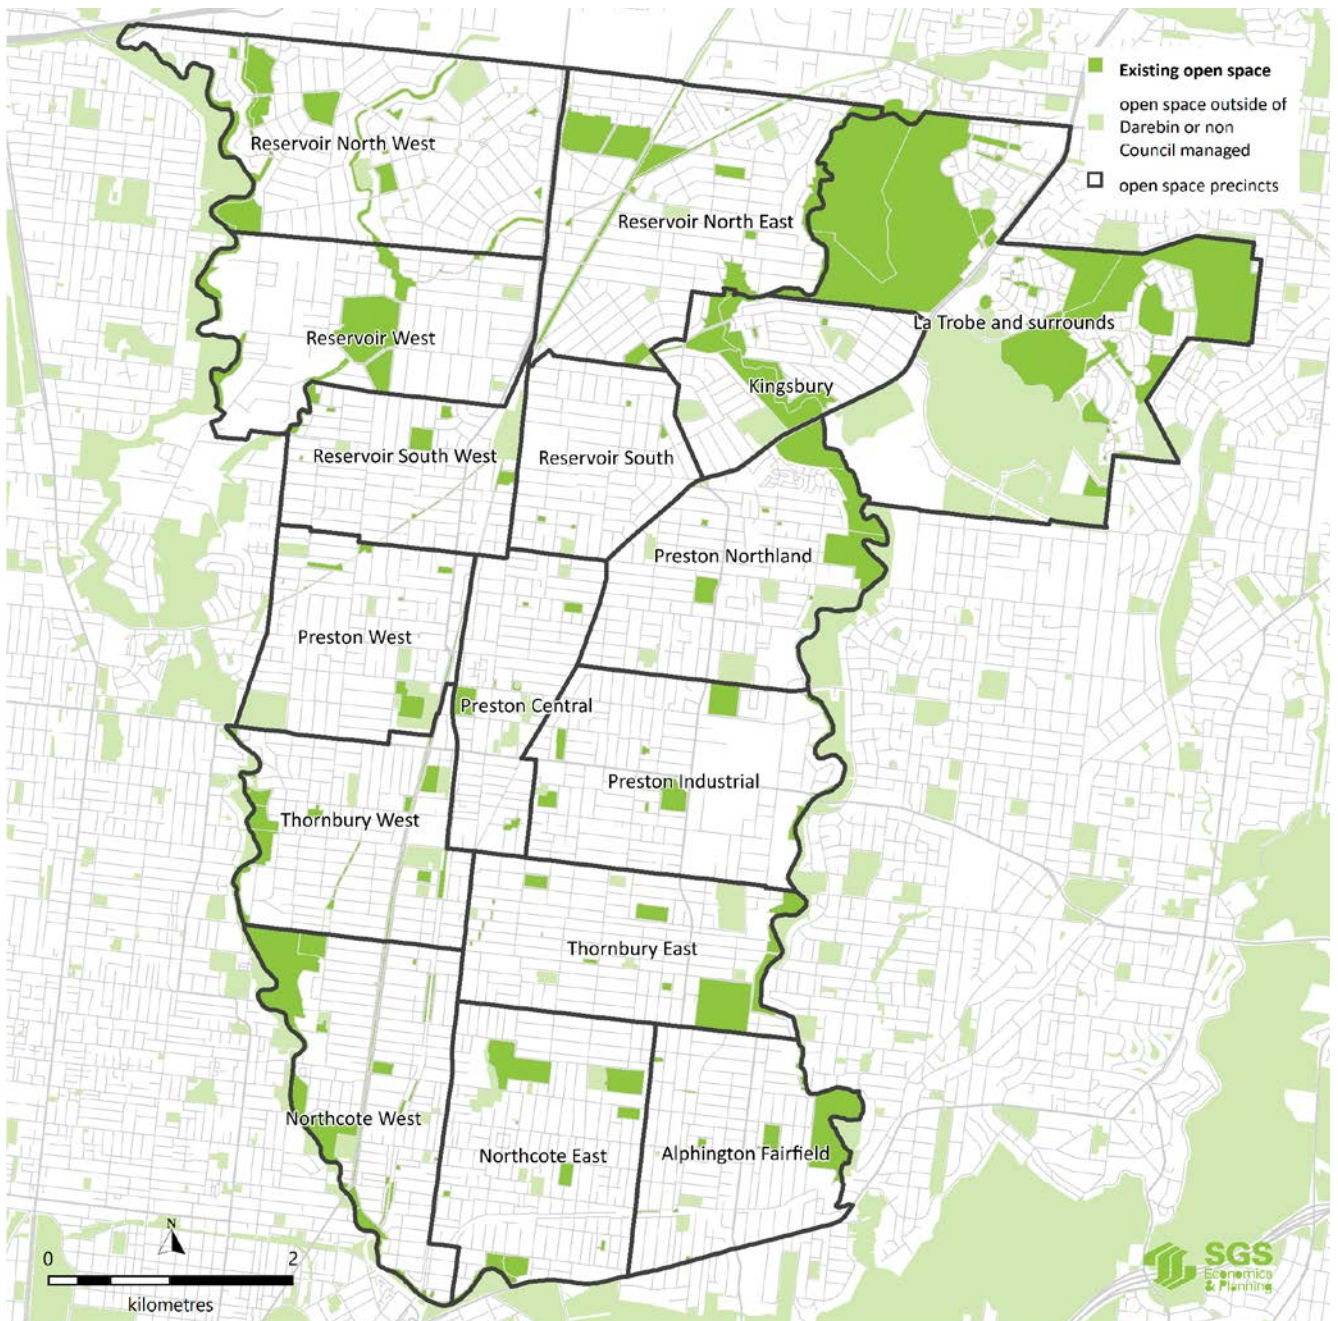 Existing open space
open space outside of
Darebin or non
Council managed
open space precincts
Reservoir North West
Reservoir North East
La Trobe and surrounds
Reservoir West
Kingsbury
Reservoir South West
Reservoir South
Preston Northland
Preston West
Preston Central
Preston Industrial
Thornbury West
Thornbury East
Northcote West
Northcote East
Alphington Fairfield
N
0 2
kilometres
SGS
Economics
& Planning